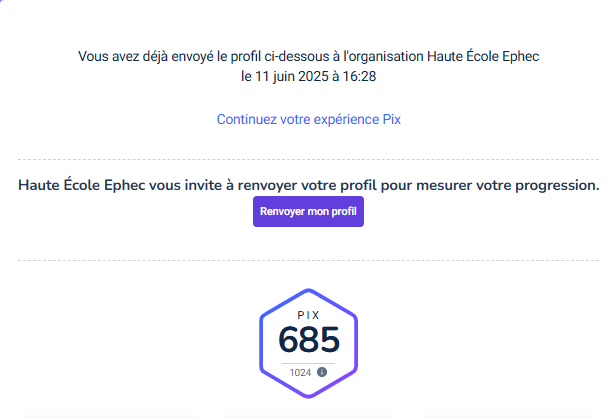 Vous avez déjà envoyé le profil ci-dessous à l'organisation Haute École Ephec
le 11 juin 2025 à 16:28
Continuez votre expérience Pix
Haute École Ephec vous invite à renvoyer votre profil pour mesurer votre progression.
Renvoyer mon profil
PIX
685
1024